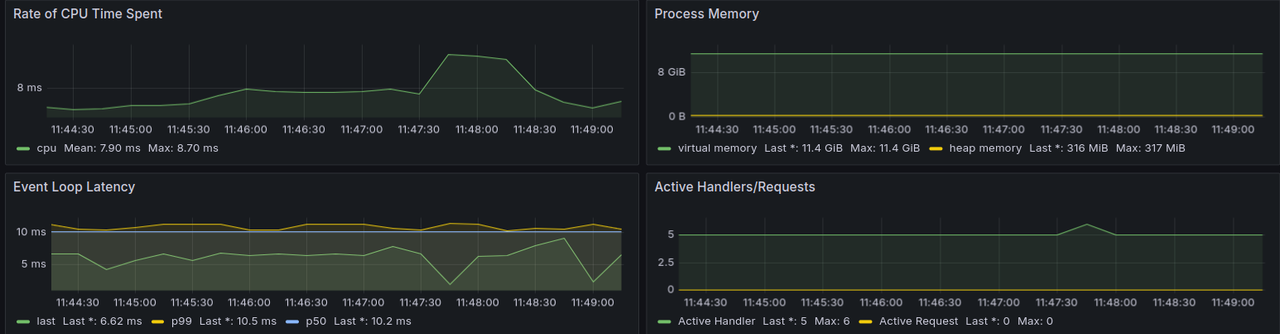 Rate of CPU Time Spent
8 ms
11:44:30 11:45:00 11:45:30 11:46:00 11:46:30 11:47:00 11:47:30 11:48:00 11:48:30 11:49:00
cpu Mean: 7.90 ms Max: 8.70 ms
Process Memory
8 GiB
0 B
11:44:30 11:45:00 11:45:30 11:46:00 11:46:30 11:47:00 11:47:30 11:48:00 11:48:30 11:49:00
virtual memory Last *: 11.4 GiB Max: 11.4 GiB heap memory Last *: 316 MiB Max: 317 MiB
Event Loop Latency
10 ms
5 ms
11:44:30 11:45:00 11:45:30 11:46:00 11:46:30 11:47:00 11:47:30 11:48:00 11:48:30 11:49:00
last Last *: 6.62 ms p99 Last *: 10.5 ms p50 Last *: 10.2 ms
Active Handlers/Requests
5
2.5
0
11:44:30 11:45:00 11:45:30 11:46:00 11:46:30 11:47:00 11:47:30 11:48:00 11:48:30 11:49:00
Active Handler Last *: 5 Max: 6 Active Request Last *: 0 Max: 0